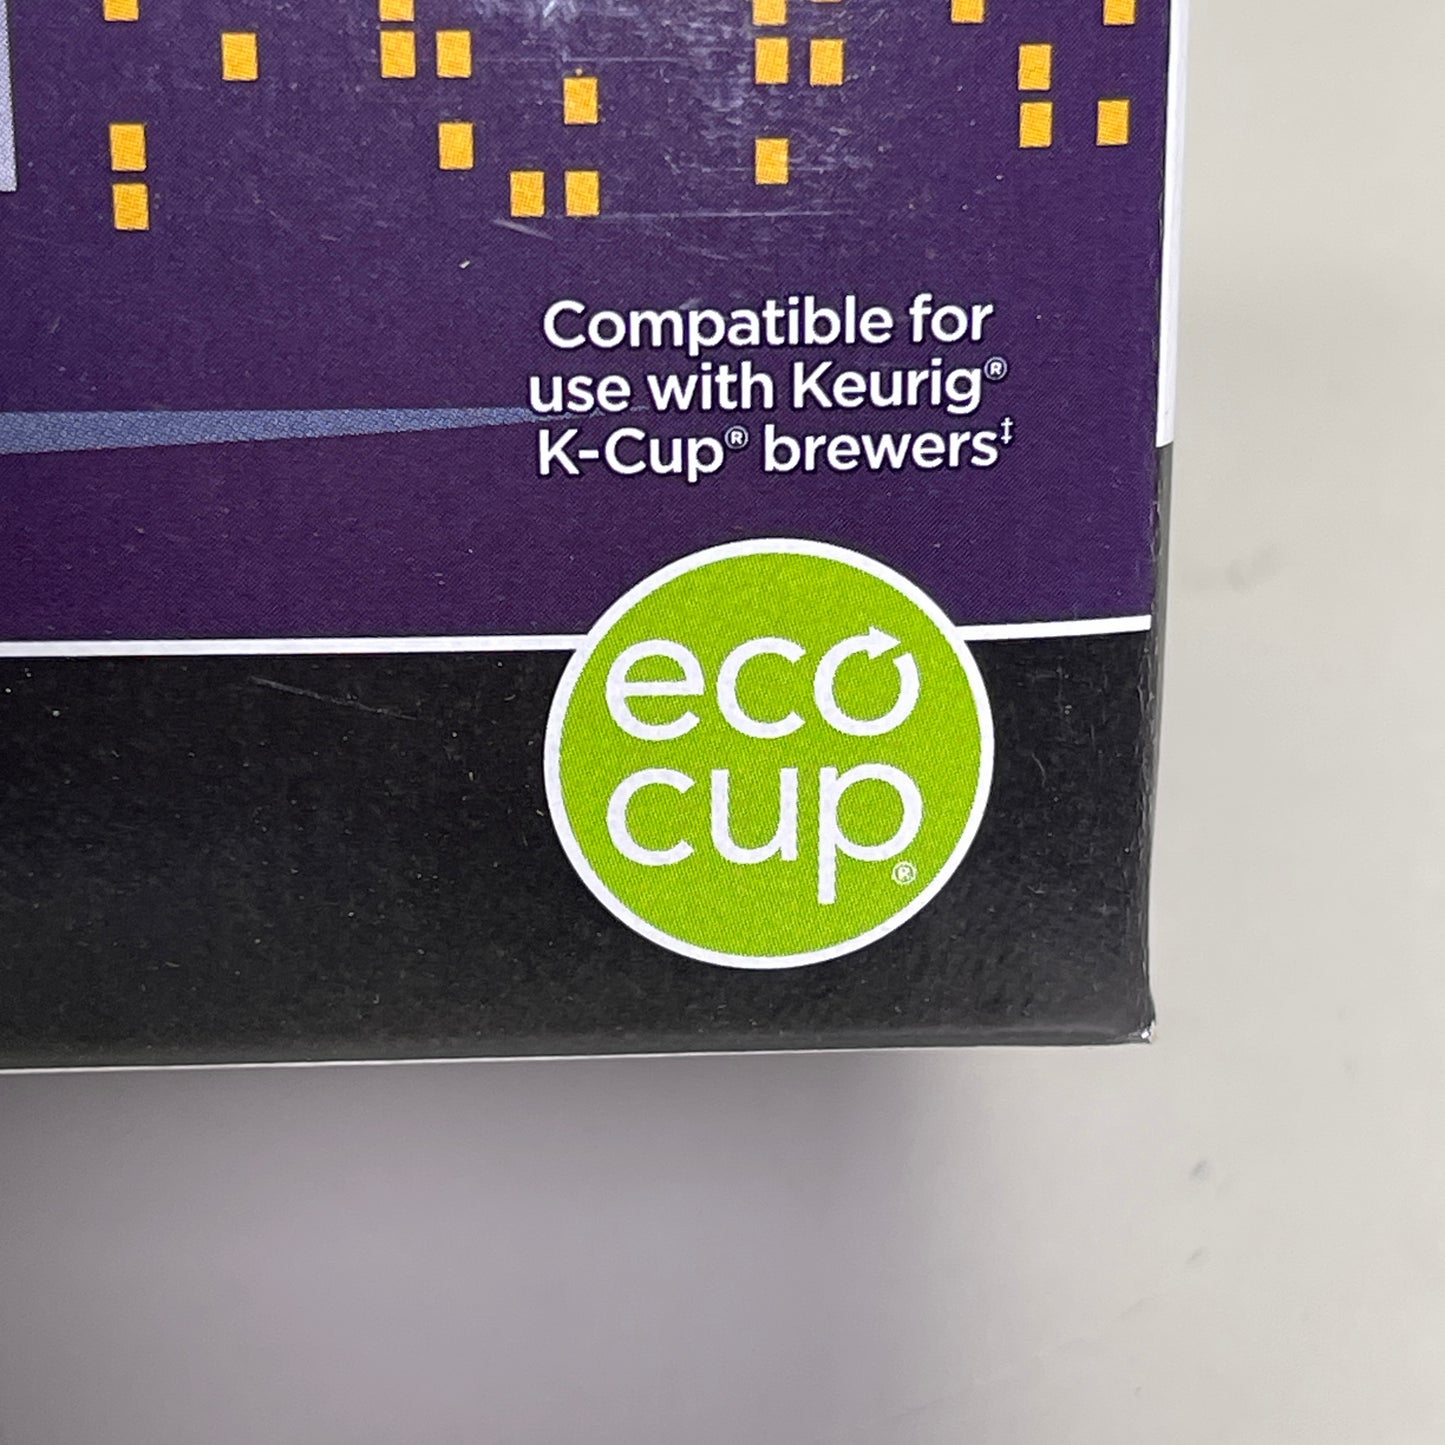 Compatible for
use with Keurig®
K-Cup® brewers‡
eco
cup®